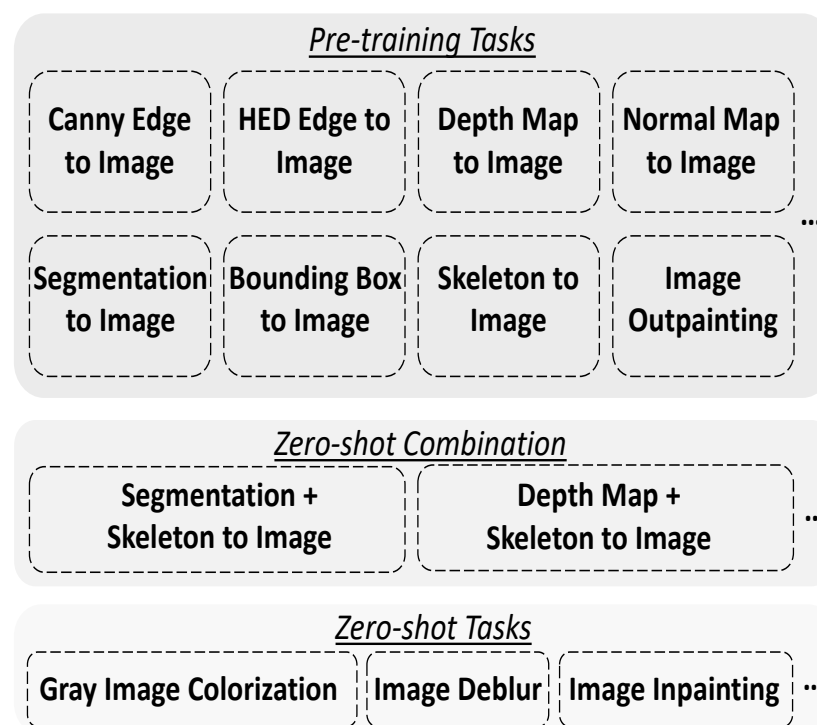 Pre-training Tasks
Canny Edge
to Image
HED Edge to
Image
Depth Map
to Image
Normal Map
to Image
...
Segmentation
to Image
Bounding Box
to Image
Skeleton to
Image
Image
Outpainting
Zero-shot Combination
Segmentation +
Skeleton to Image
Depth Map +
Skeleton to Image
...
Zero-shot Tasks
Gray Image Colorization
Image Deblur
Image Inpainting
...